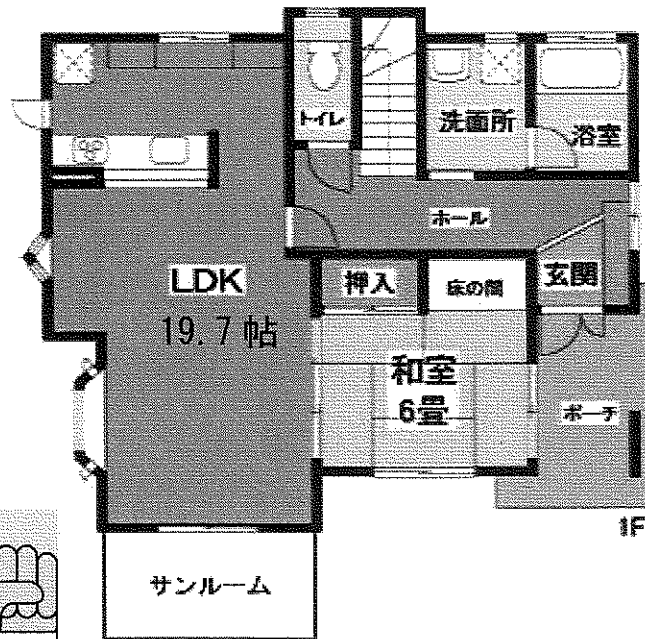 トイレ
洗面所
浴室
ホール
LDK
19.7帖
押入
床の間
玄関
和室
6畳
ポーチ
1F
サンルーム